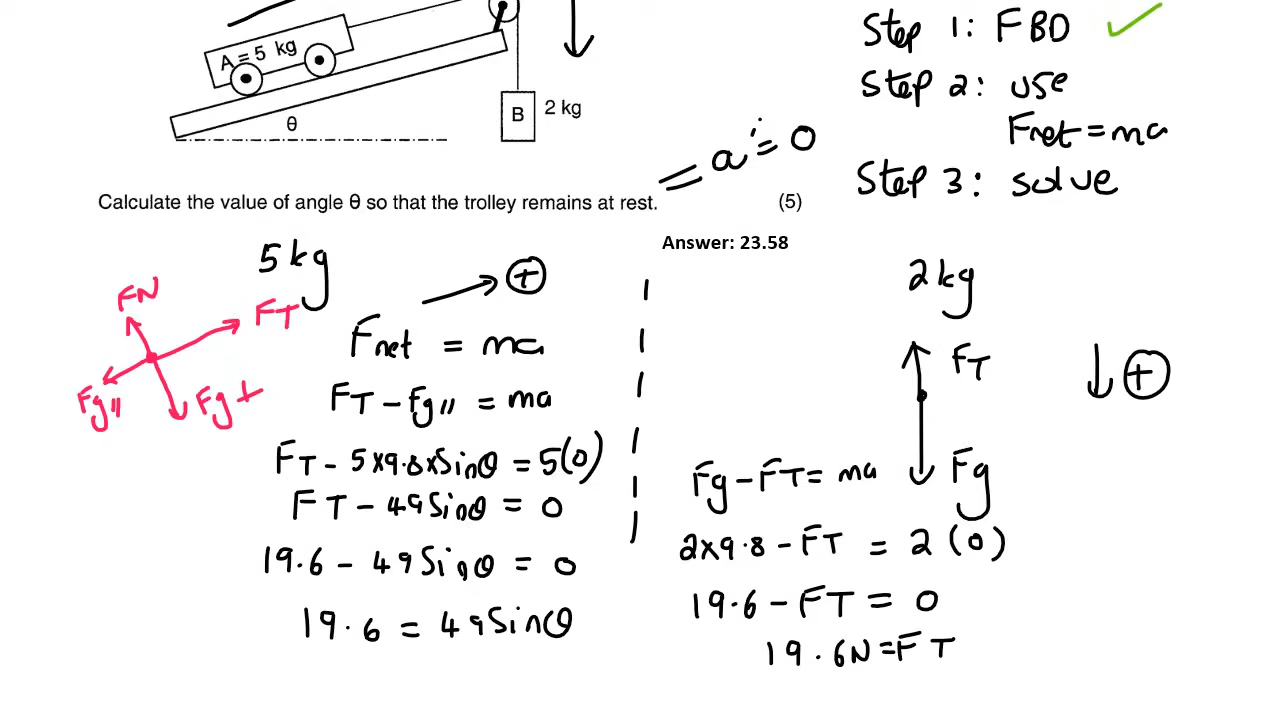 A = 5 kg
θ
B 2 kg
Step 1: FBD
Step 2: use
Fnet = ma
Step 3: solve
= a = 0
Calculate the value of angle θ so that the trolley remains at rest. (5)
Answer: 23.58
5kg
+
FN
FT
Fg//
Fg⊥
Fnet = ma
FT - Fg// = ma
FT - 5×9.8×Sinθ = 5(0)
FT - 49Sinθ = 0
19.6 - 49Sinθ = 0
19.6 = 49Sinθ
2kg
FT
+
Fg
Fg - FT = ma
2×9.8 - FT = 2(0)
19.6 - FT = 0
19.6N = FT